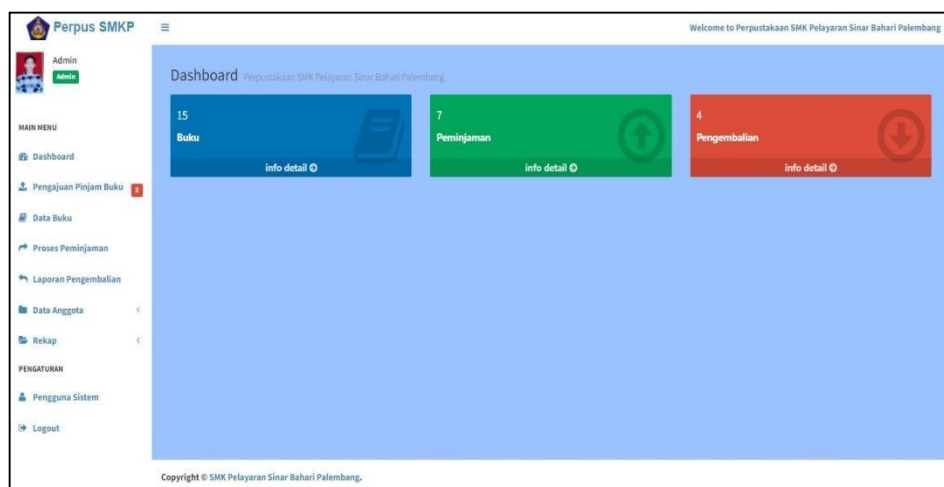 Perpus SMKP
Welcome to Perpustakaan SMK Pelayaran Sinar Bahari Palembang
Admin
Admin
MAIN MENU
Dashboard
Pengajuan Pinjam Buku
Data Buku
Proses Peminjaman
Laporan Pengembalian
Data Anggota
Rekap
PENGATURAN
Pengguna Sistem
Logout
Dashboard Perpustakaan SMK Pelayaran Sinar Bahari Palembang
15
Buku
info detail
7
Peminjaman
info detail
4
Pengembalian
info detail
Copyright © SMK Pelayaran Sinar Bahari Palembang.